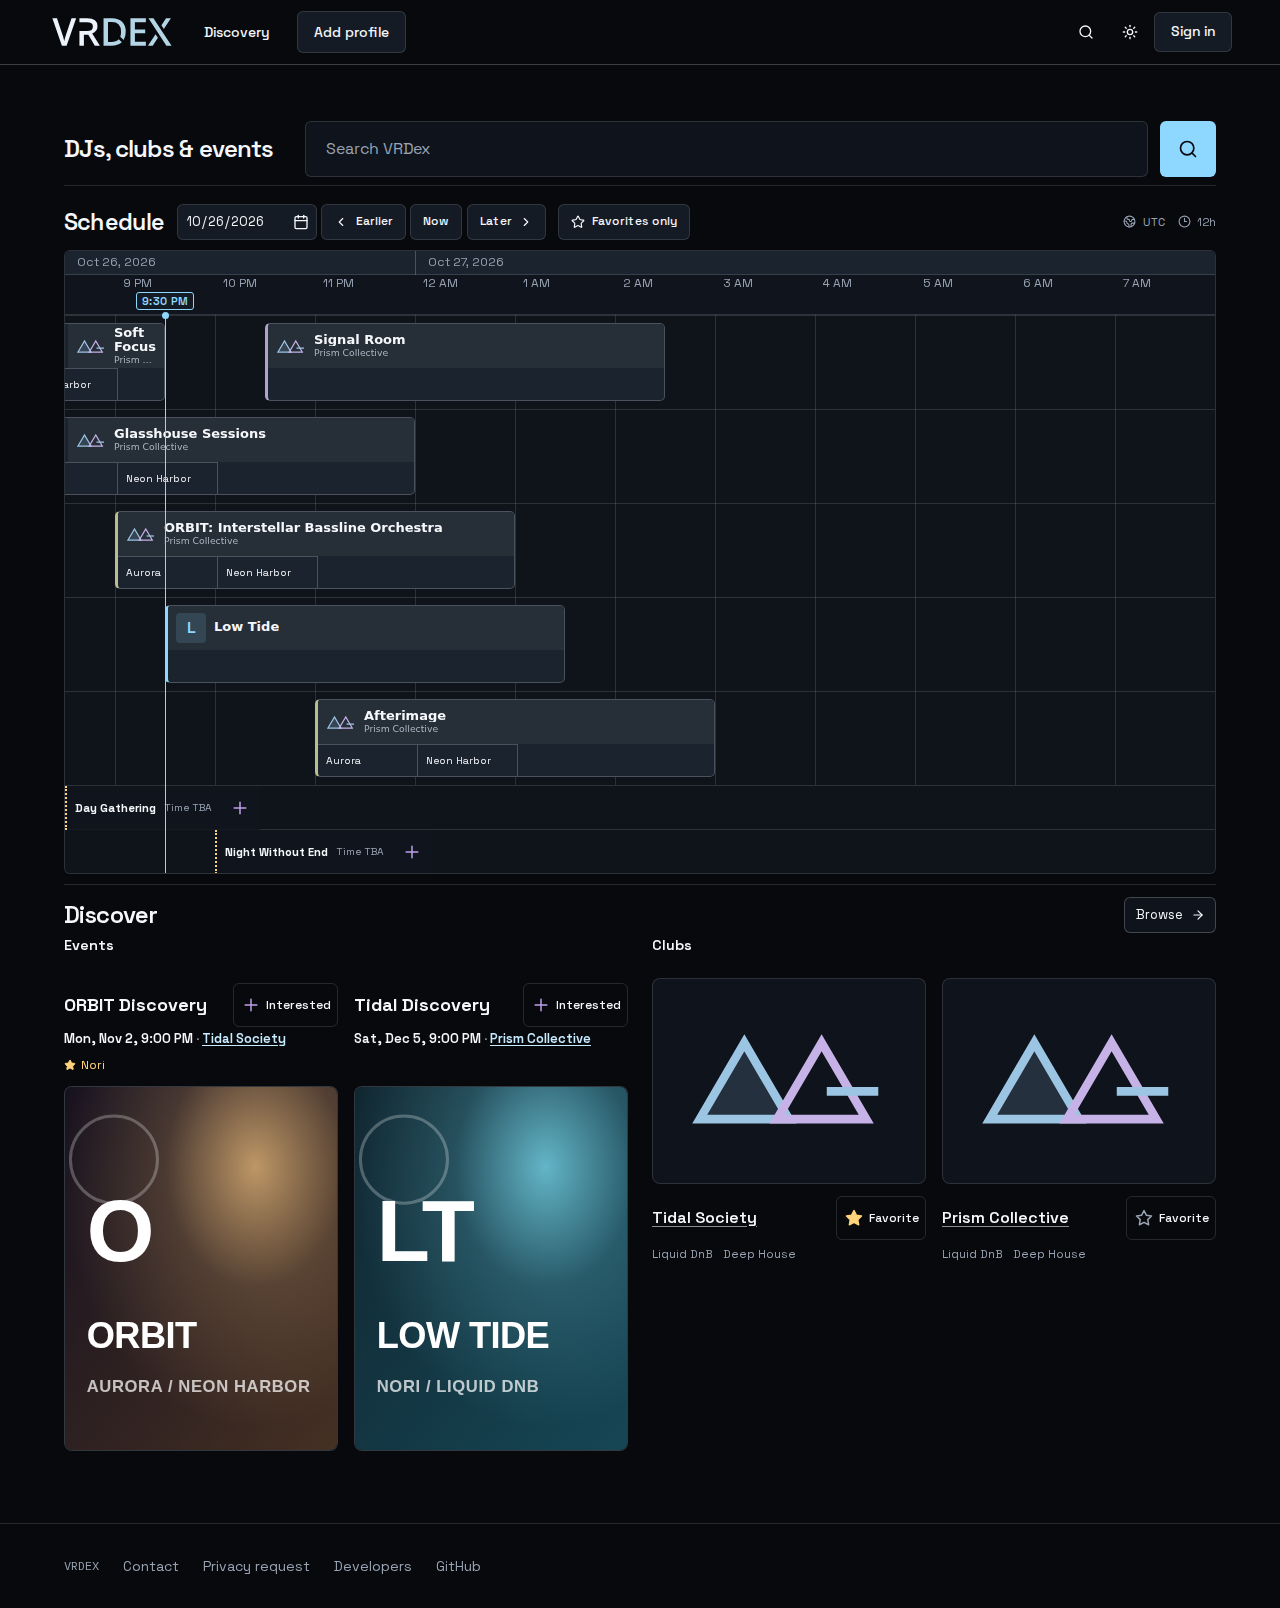 VRDEX
Discovery
Add profile
Sign in
DJs, clubs & events
Search VRDex
Schedule
10/26/2026
Earlier
Now
Later
Favorites only
UTC
12h
Oct 26, 2026
Oct 27, 2026
9 PM
10 PM
11 PM
12 AM
1 AM
2 AM
3 AM
4 AM
5 AM
6 AM
7 AM
9:30 PM
Soft
Focus
Prism ...
arbor
Signal Room
Prism Collective
Glasshouse Sessions
Prism Collective
Neon Harbor
ORBIT: Interstellar Bassline Orchestra
Prism Collective
Aurora
Neon Harbor
L
Low Tide
Afterimage
Prism Collective
Aurora
Neon Harbor
Day Gathering
Time TBA
Night Without End
Time TBA
Discover
Browse
Events
Clubs
ORBIT Discovery
Interested
Mon, Nov 2, 9:00 PM · Tidal Society
Nori
O
ORBIT
AURORA / NEON HARBOR
Tidal Discovery
Interested
Sat, Dec 5, 9:00 PM · Prism Collective
LT
LOW TIDE
NORI / LIQUID DNB
Tidal Society
Favorite
Liquid DnB
Deep House
Prism Collective
Favorite
Liquid DnB
Deep House
VRDEX
Contact
Privacy request
Developers
GitHub